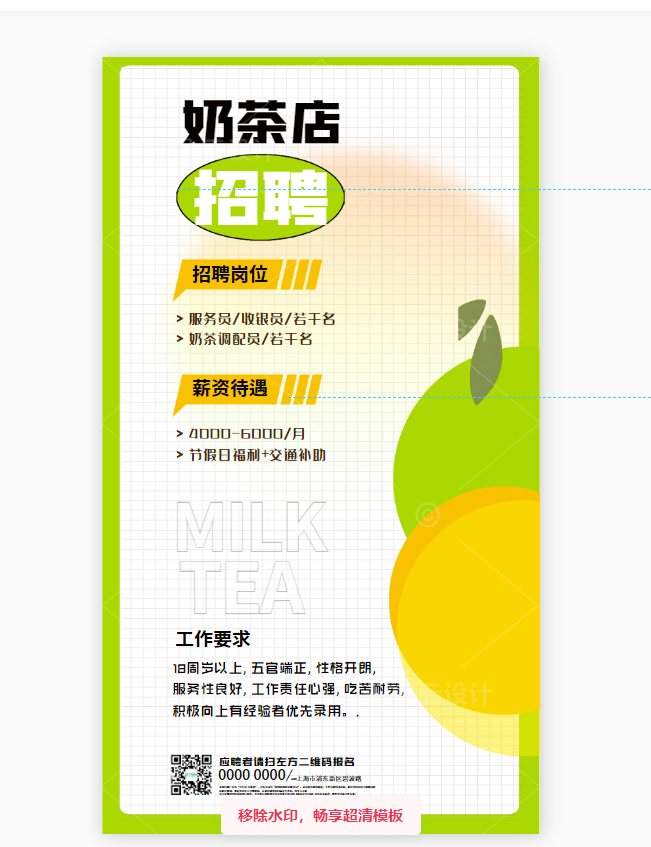 奶茶店
招聘
招聘岗位
> 服务员/收银员/若干名
> 奶茶调配员/若干名
薪资待遇
> 4000-6000/月
> 节假日福利+交通补助
MILK
TEA
工作要求
18周岁以上, 五官端正, 性格开朗,
服务性良好, 工作责任心强, 吃苦耐劳,
积极向上有经验者优先录用。.
应聘者请扫左方二维码报名
0000 0000/
上海市浦东新区碧波路
移除水印，畅享超清模板